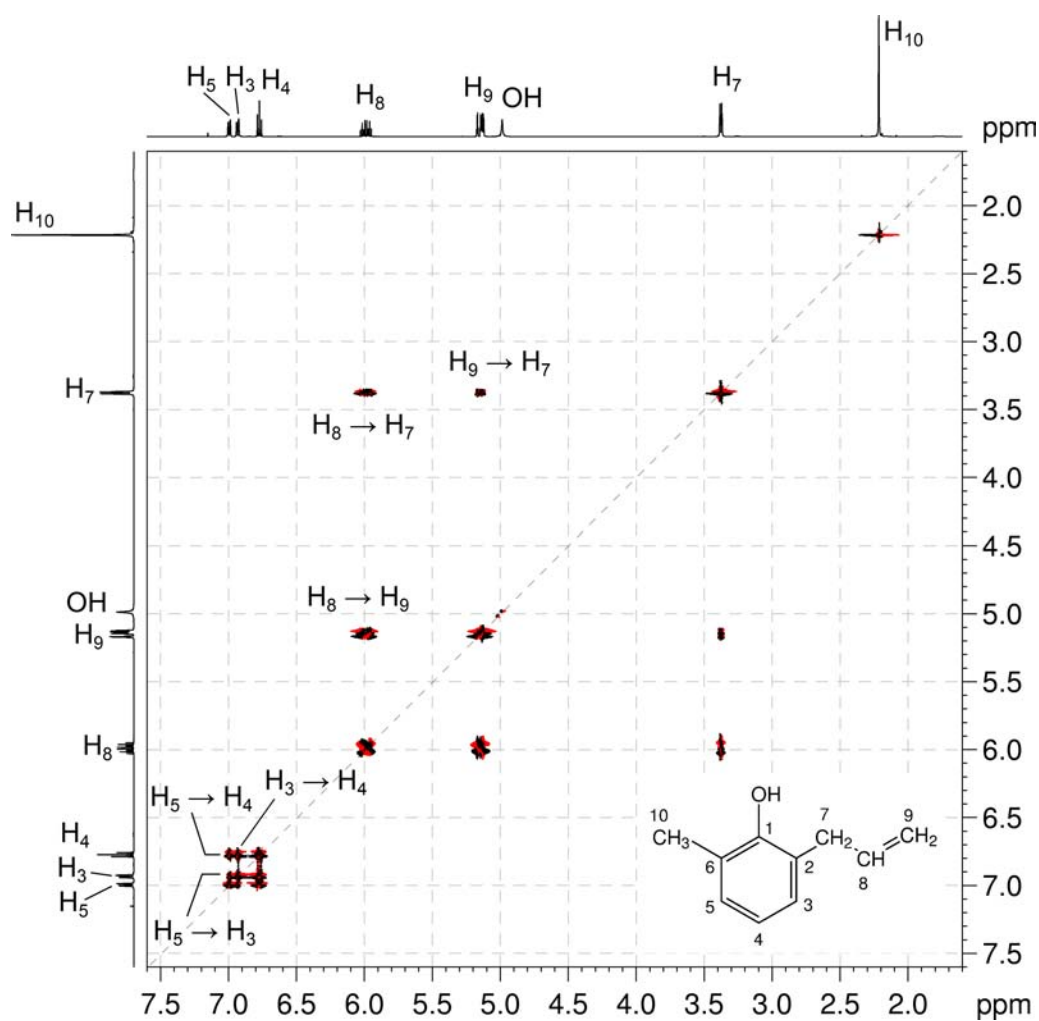 H₁₀
H₅ H₃ H₄ H₈ H₉ OH H₇
ppm
H₁₀
2.0
2.5
3.0
H₉ → H₇
H₇
3.5
H₈ → H₇
4.0
4.5
H₈ → H₉
OH
5.0
H₉
5.5
H₈
6.0
H₃ → H₄
H₅ → H₄
6.5
H₄
H₃
7.0
H₅
H₅ → H₃
7.5
OH
10 7 9
CH₃ 1 CH₂ CH₂
6 2 8
5 3
4
7.5 7.0 6.5 6.0 5.5 5.0 4.5 4.0 3.5 3.0 2.5 2.0 ppm